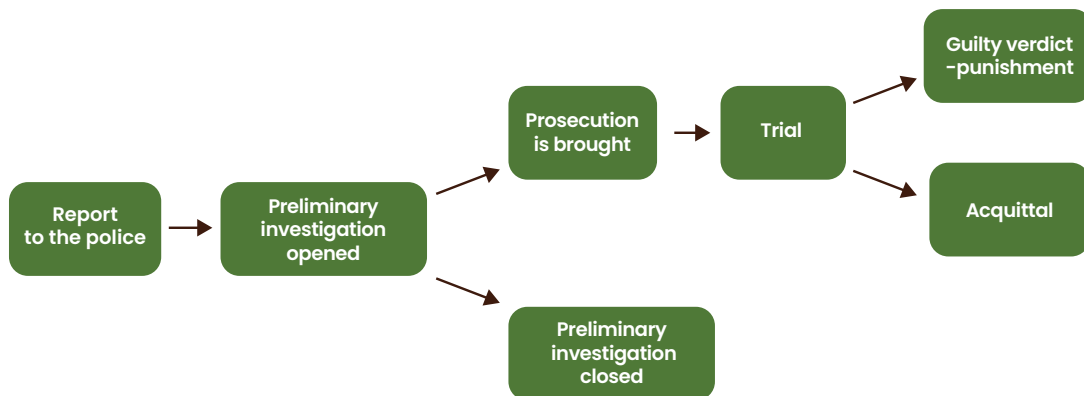 Report
to the police
Preliminary
investigation
opened
Prosecution
is brought
Preliminary
investigation
closed
Trial
Guilty verdict
-punishment
Acquittal